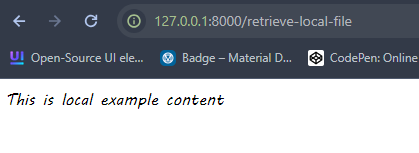 127.0.0.1:8000/retrieve-local-file
Open-Source UI ele... Badge – Material D... CodePen: Online
This is local example content